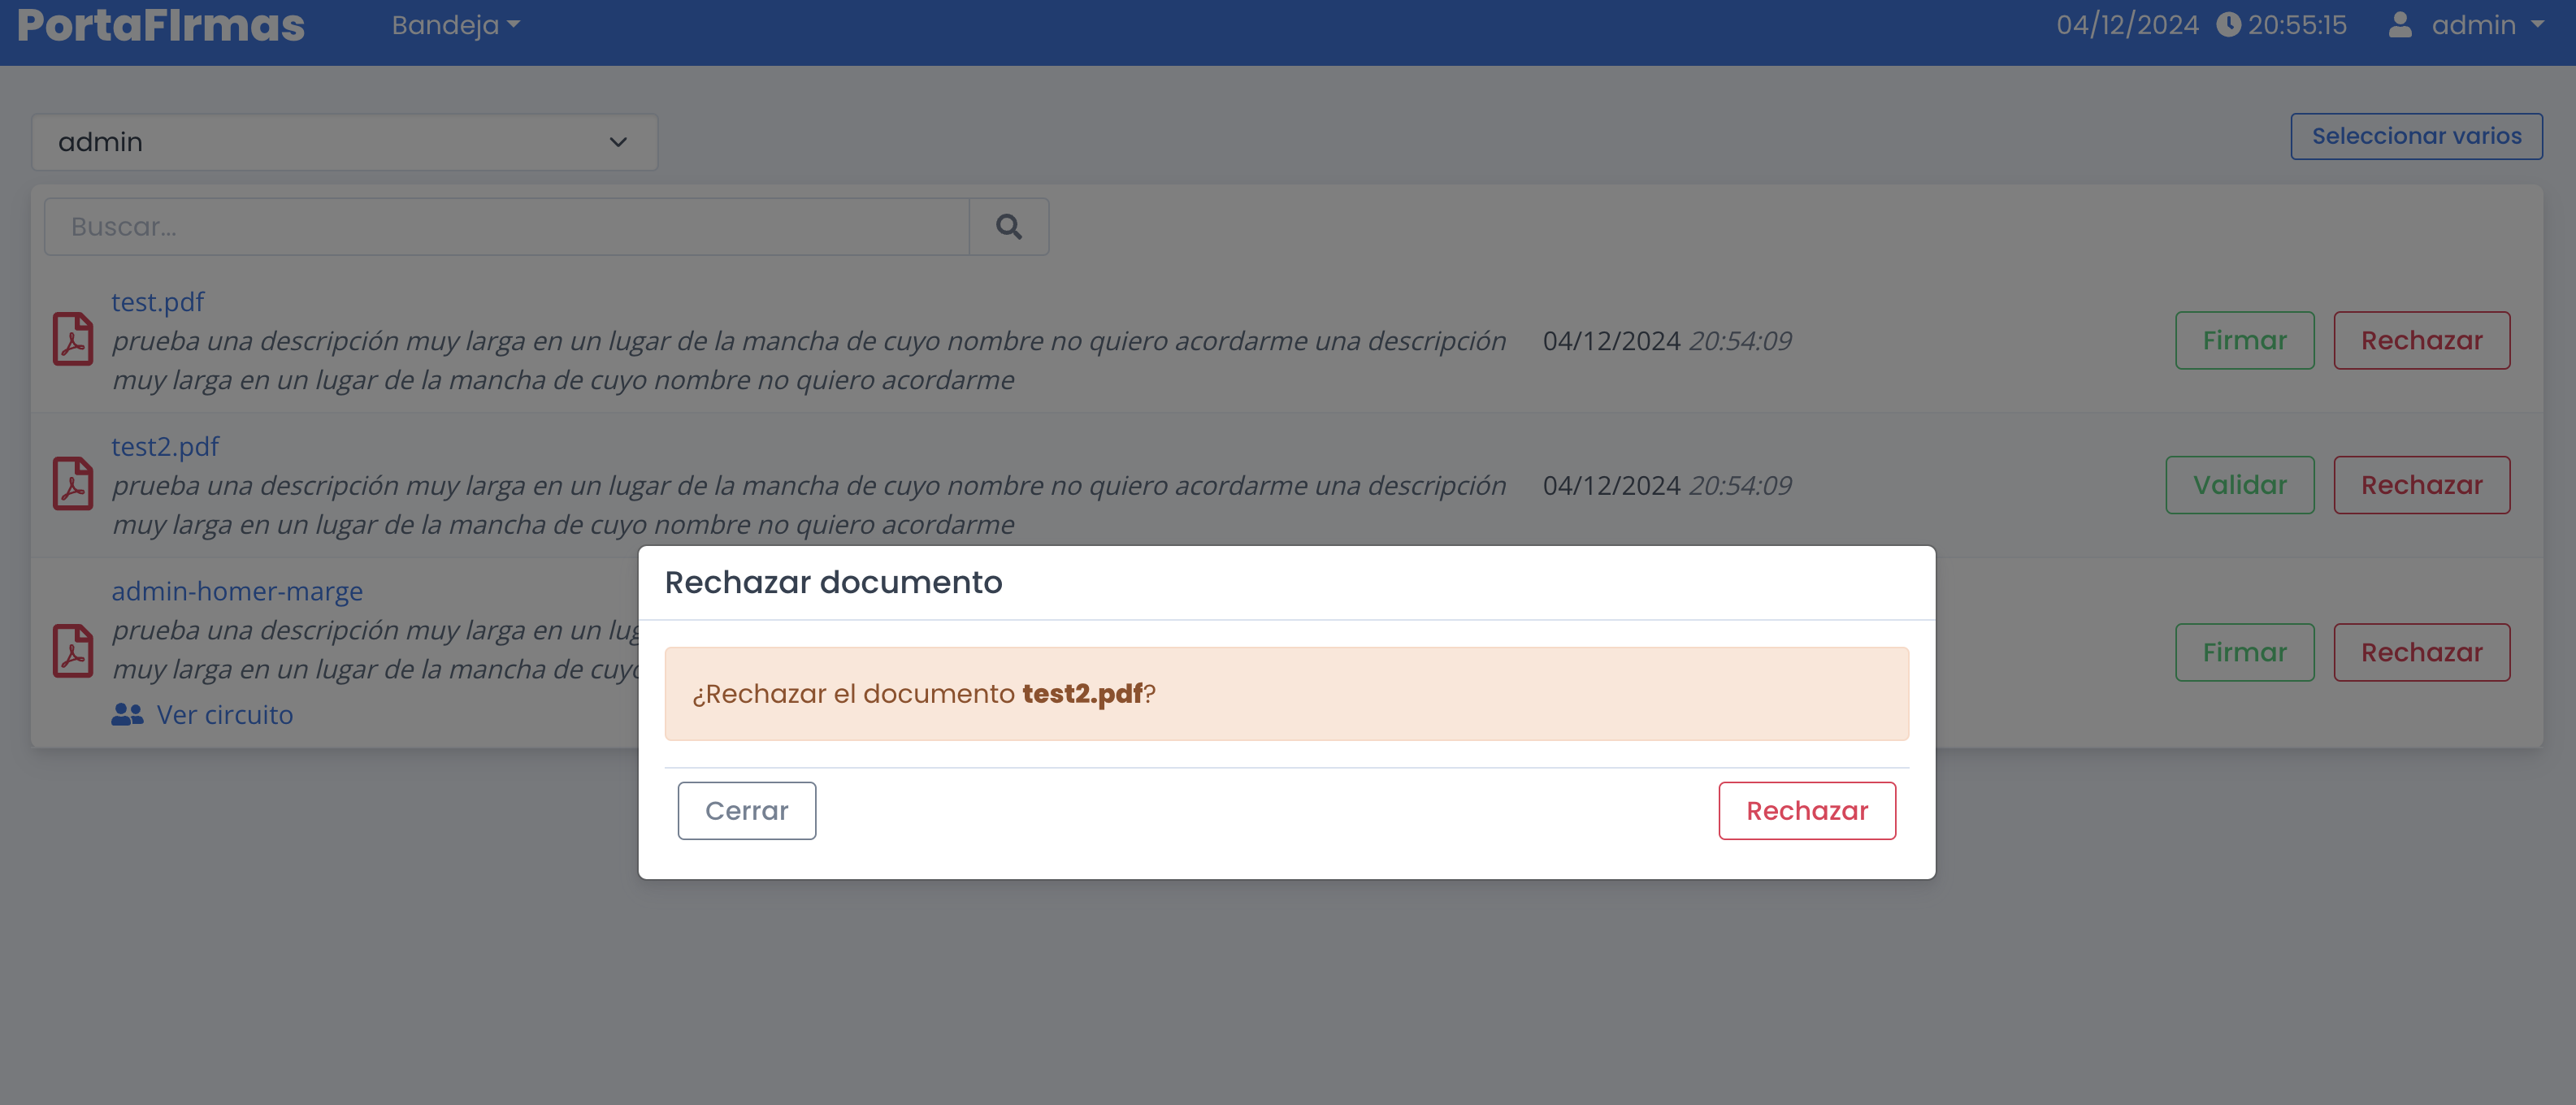 PortaFIrmas
Bandeja
04/12/2024 20:55:15
admin
admin
Seleccionar varios
Buscar...
test.pdf
prueba una descripción muy larga en un lugar de la mancha de cuyo nombre no quiero acordarme una descripción
muy larga en un lugar de la mancha de cuyo nombre no quiero acordarme
04/12/2024 20:54:09
Firmar
Rechazar
test2.pdf
prueba una descripción muy larga en un lugar de la mancha de cuyo nombre no quiero acordarme una descripción
muy larga en un lugar de la mancha de cuyo nombre no quiero acordarme
04/12/2024 20:54:09
Validar
Rechazar
admin-homer-marge
prueba una descripción muy larga en un
muy larga en un lugar de la mancha de
Ver circuito
Firmar
Rechazar
Rechazar documento
¿Rechazar el documento test2.pdf?
Cerrar
Rechazar